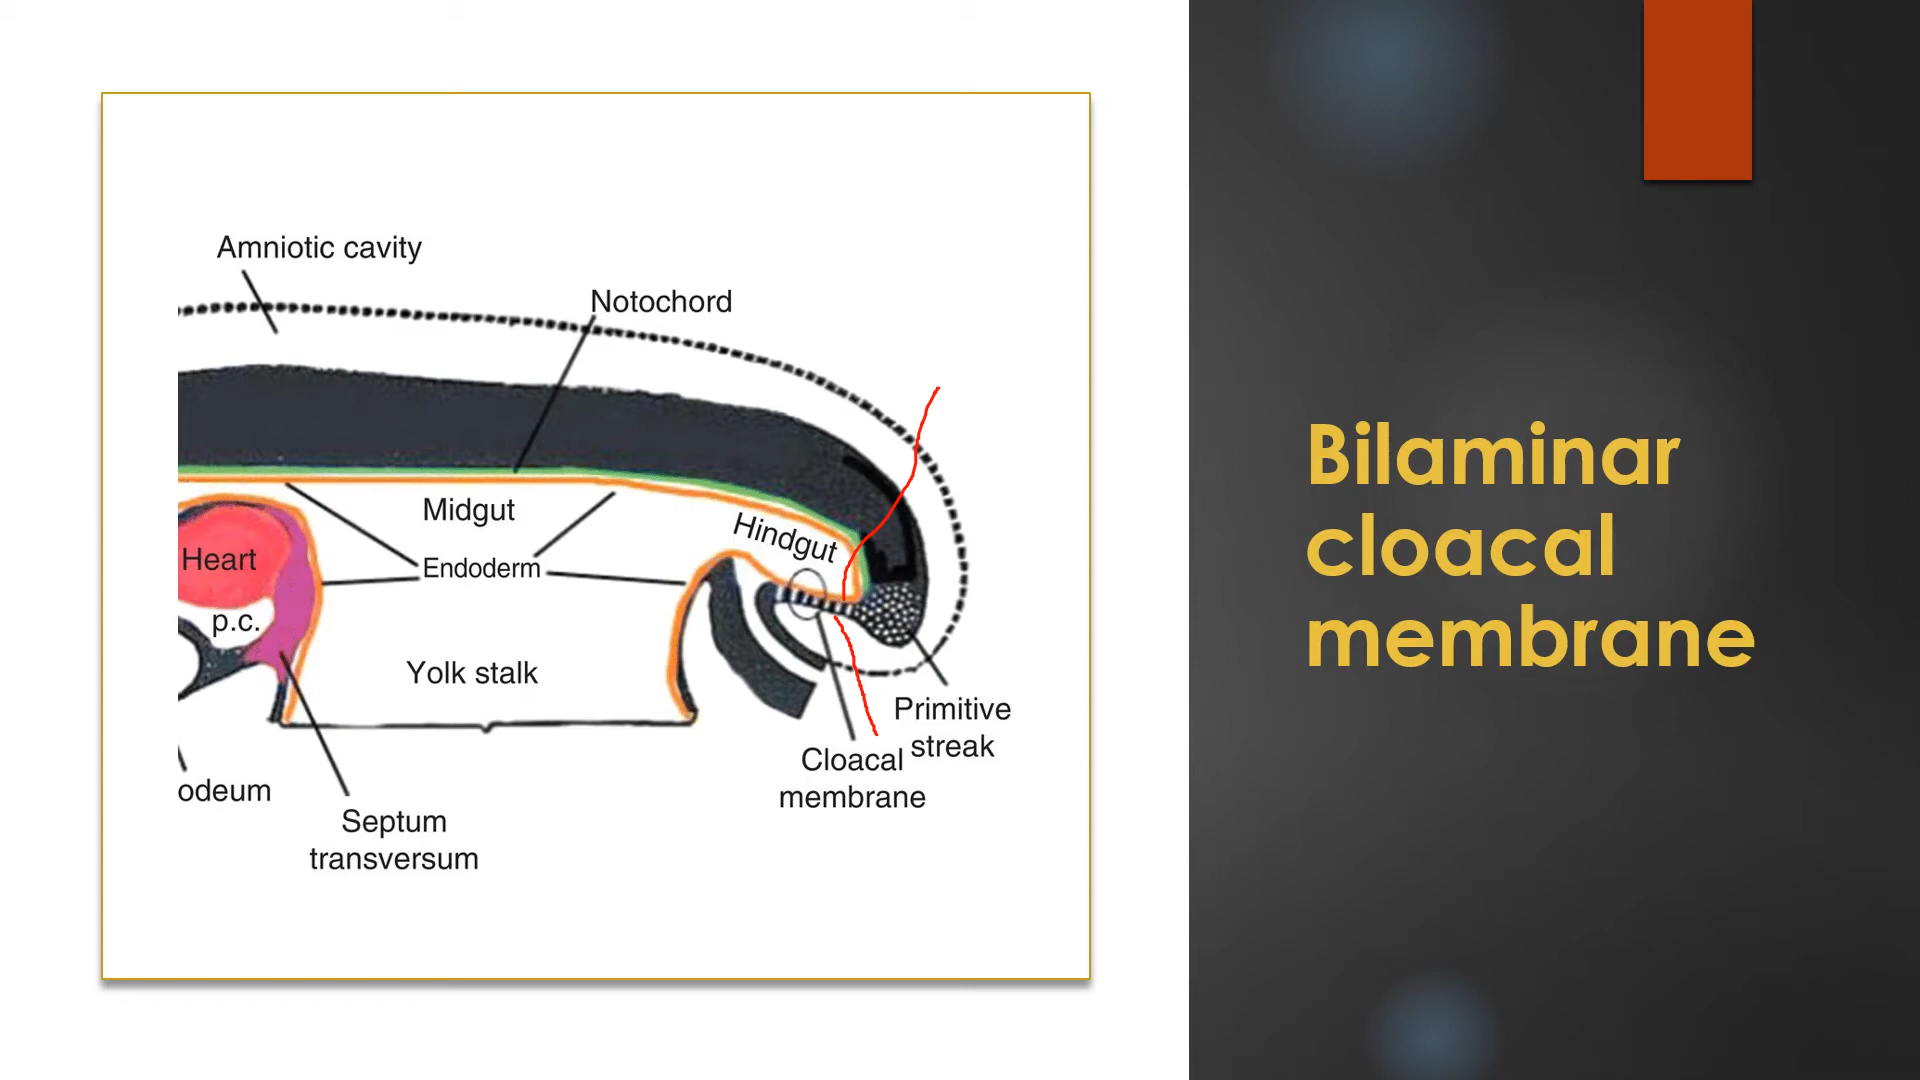 Amniotic cavity
Notochord
Midgut
Hindgut
Heart
Endoderm
p.c.
Yolk stalk
Primitive
streak
Cloacal
membrane
odeum
Septum
transversum
Bilaminar
cloacal
membrane